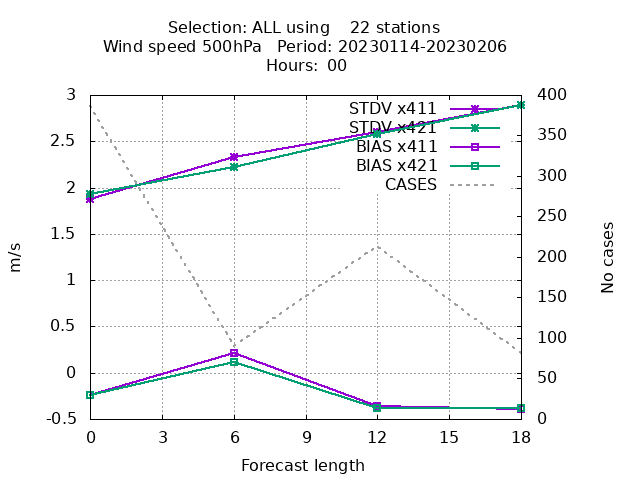 Selection: ALL using    22 stations
Wind speed 500hPa   Period: 20230114-20230206
Hours: 00
3
2.5
2
1.5
1
0.5
0
-0.5
m/s
STDV x411
STDV x421
BIAS x411
BIAS x421
CASES
400
350
300
250
200
150
100
50
0
No cases
0 3 6 9 12 15 18
Forecast length